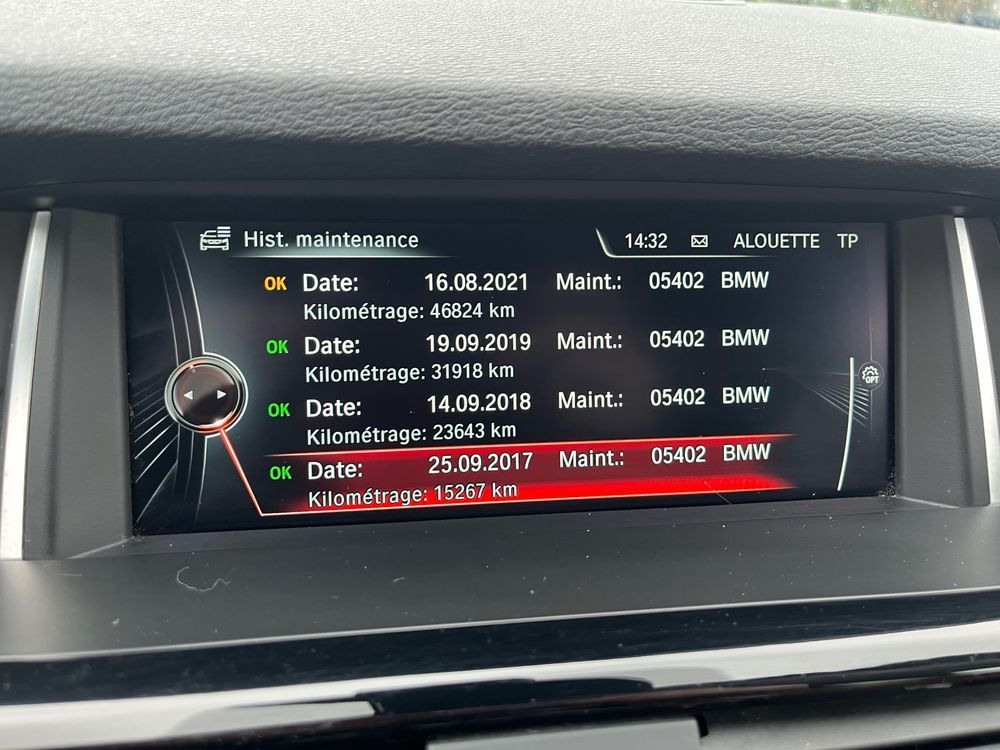 Hist. maintenance 14:32 ALOUETTE TP
OK Date: 16.08.2021 Maint.: 05402 BMW
Kilométrage: 46824 km
OK Date: 19.09.2019 Maint.: 05402 BMW
Kilométrage: 31918 km
OK Date: 14.09.2018 Maint.: 05402 BMW
Kilométrage: 23643 km
OPT
OK Date: 25.09.2017 Maint.: 05402 BMW
Kilométrage: 15267 km